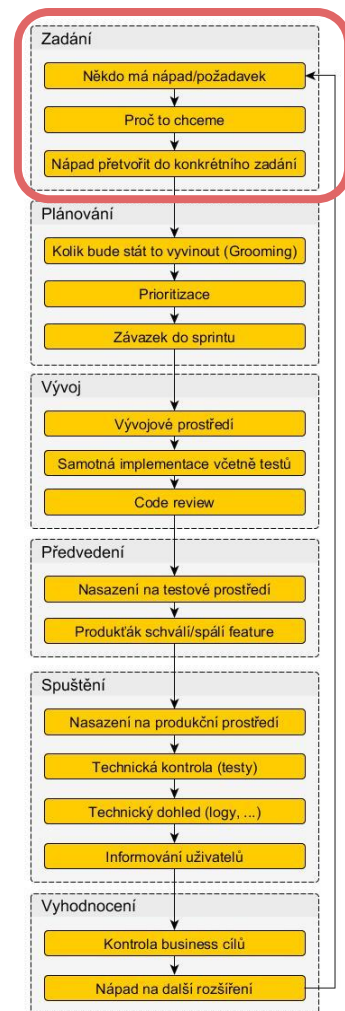 Zadání
Někdo má nápad/požadavek
Proč to chceme
Nápad přetvořit do konkrétního zadání
Plánování
Kolik bude stát to vyvinout (Grooming)
Prioritizace
Závazek do sprintu
Vývoj
Vývojové prostředí
Samotná implementace včetně testů
Code review
Předvedení
Nasazení na testové prostředí
Produkťák schválí/spálí feature
Spuštění
Nasazení na produkční prostředí
Technická kontrola (testy)
Technický dohled (logy, ...)
Informování uživatelů
Vyhodnocení
Kontrola business cílů
Nápad na další rozšíření